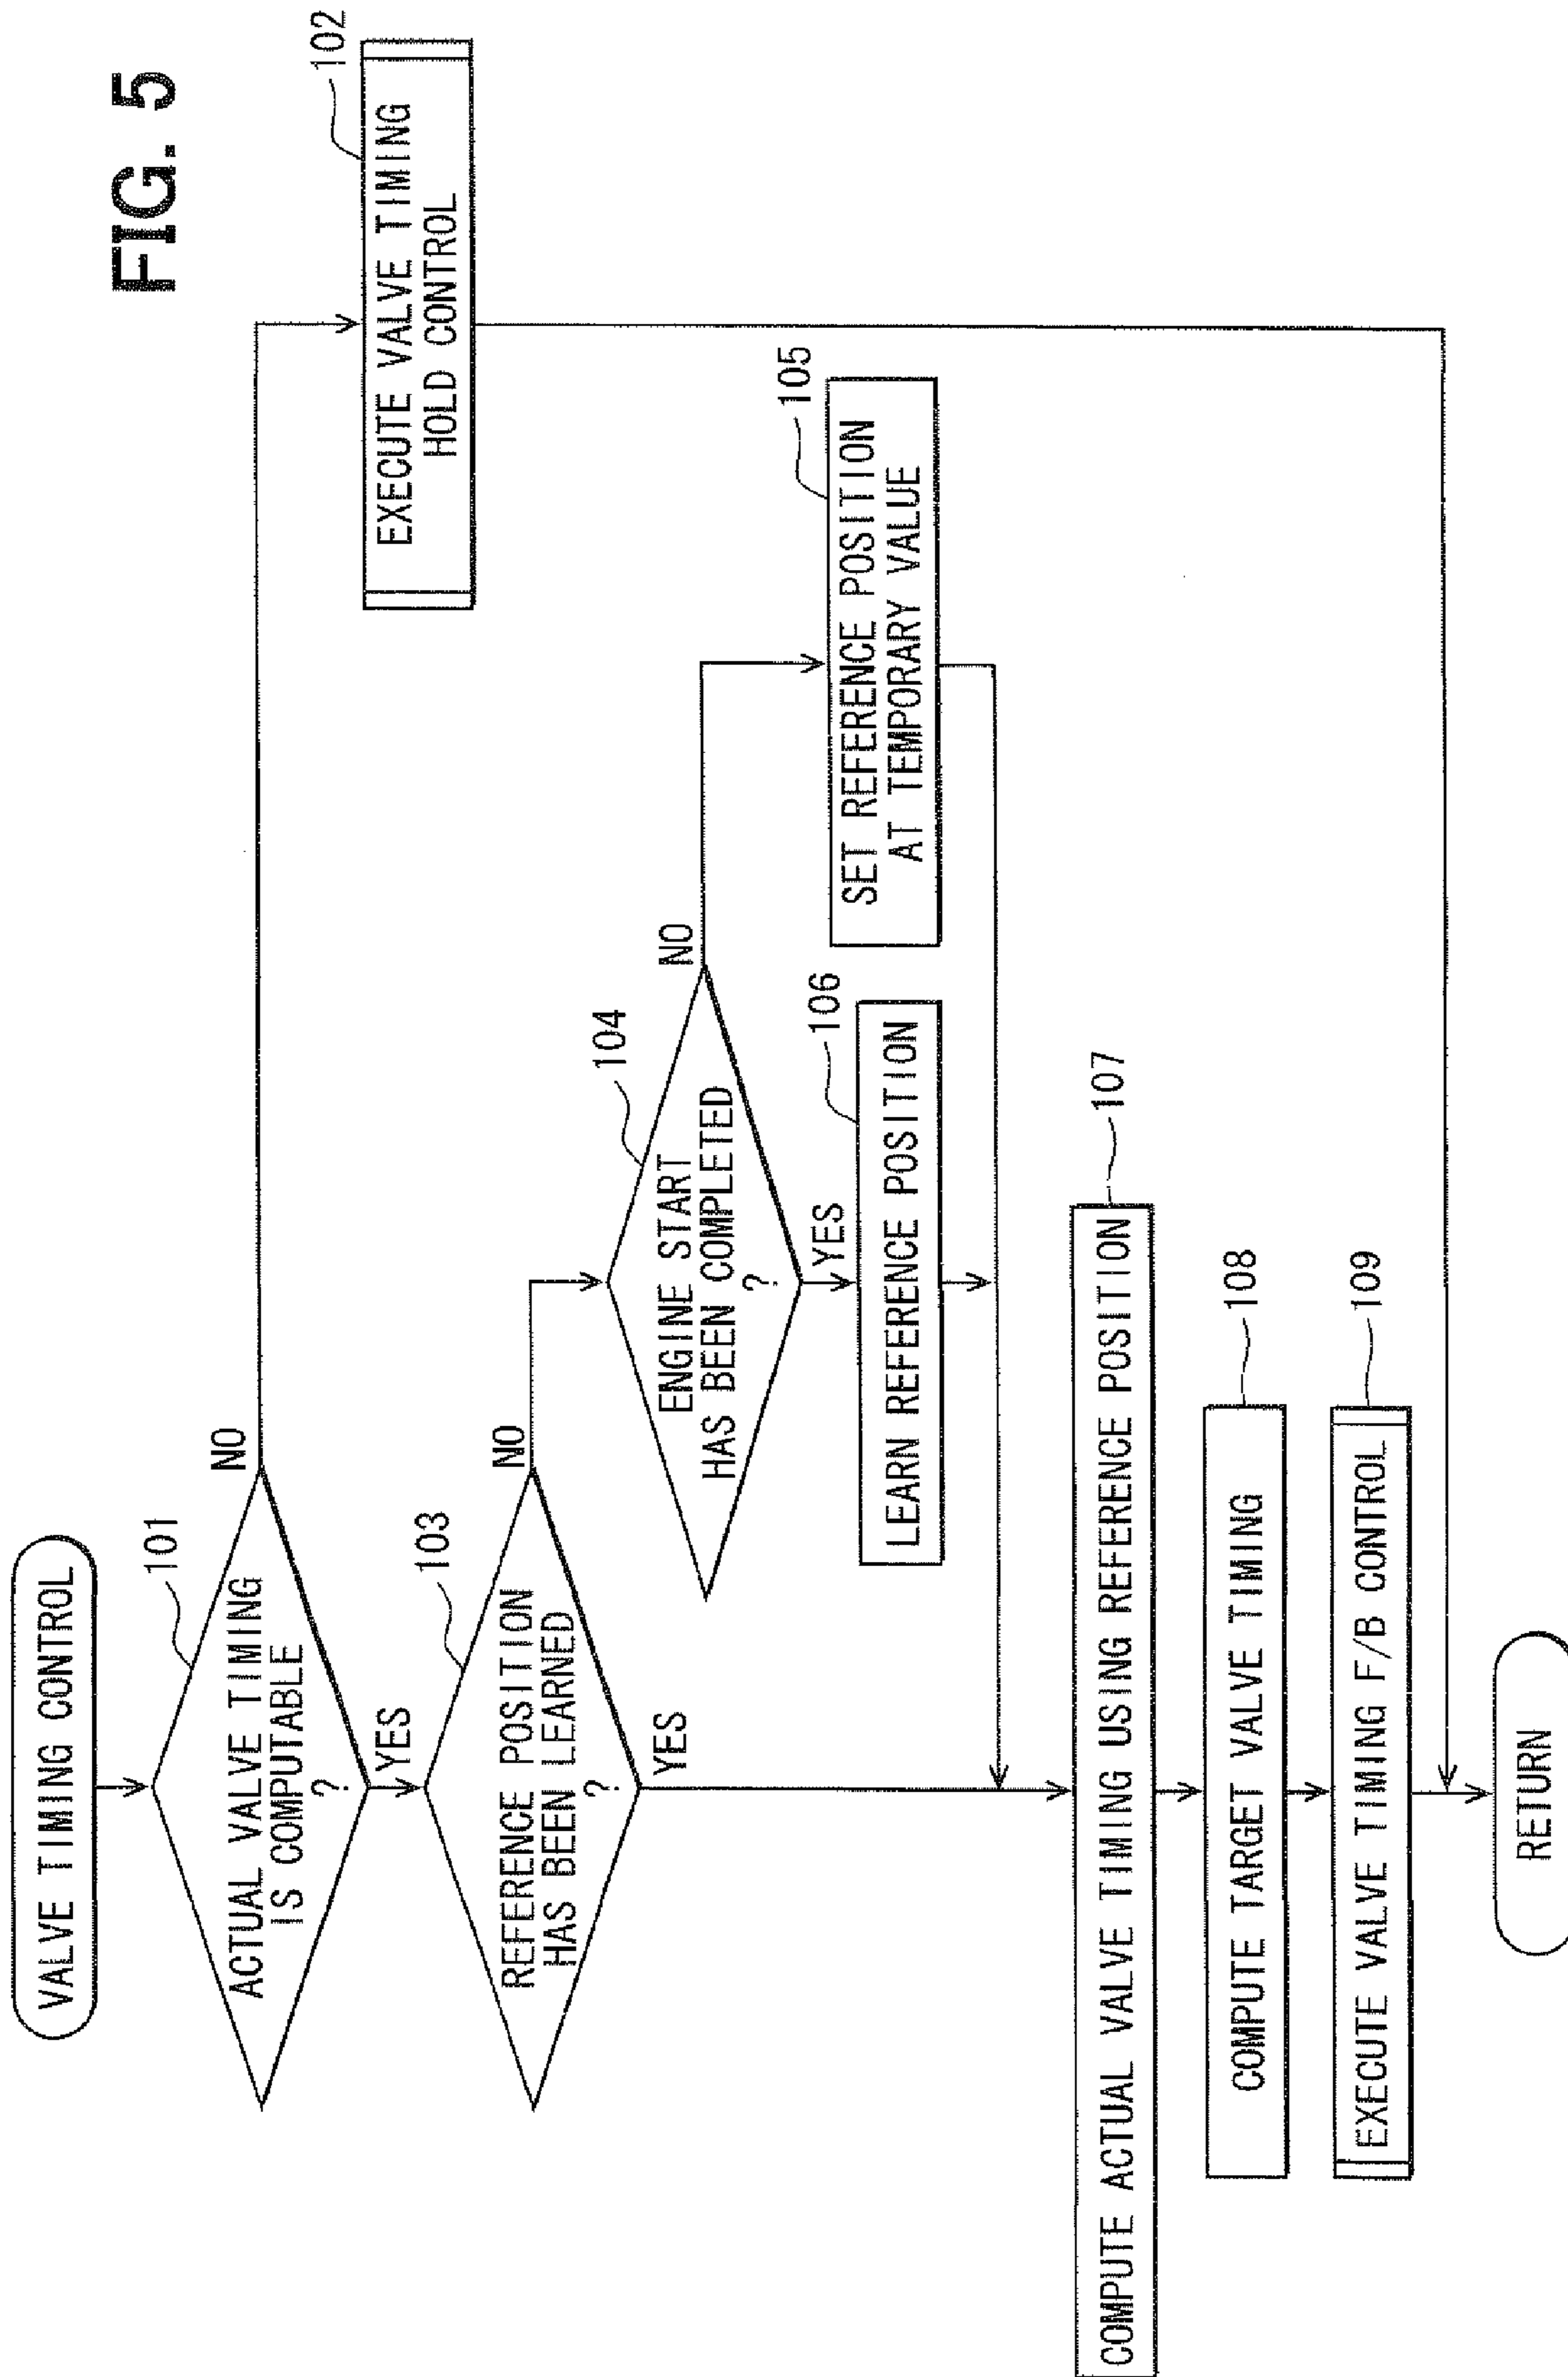 FIG. 5
VALVE TIMING CONTROL
101
ACTUAL VALVE TIMING
IS COMPUTABLE
?
NO
YES
102
EXECUTE VALVE TIMING
HOLD CONTROL
103
REFERENCE POSITION
HAS BEEN LEARNED
?
NO
YES
104
ENGINE START
HAS BEEN COMPLETED
?
NO
YES
105
SET REFERENCE POSITION
AT TEMPORARY VALUE
106
LEARN REFERENCE POSITION
107
COMPUTE ACTUAL VALVE TIMING USING REFERENCE POSITION
108
COMPUTE TARGET VALVE TIMING
109
EXECUTE VALVE TIMING F/B CONTROL
RETURN